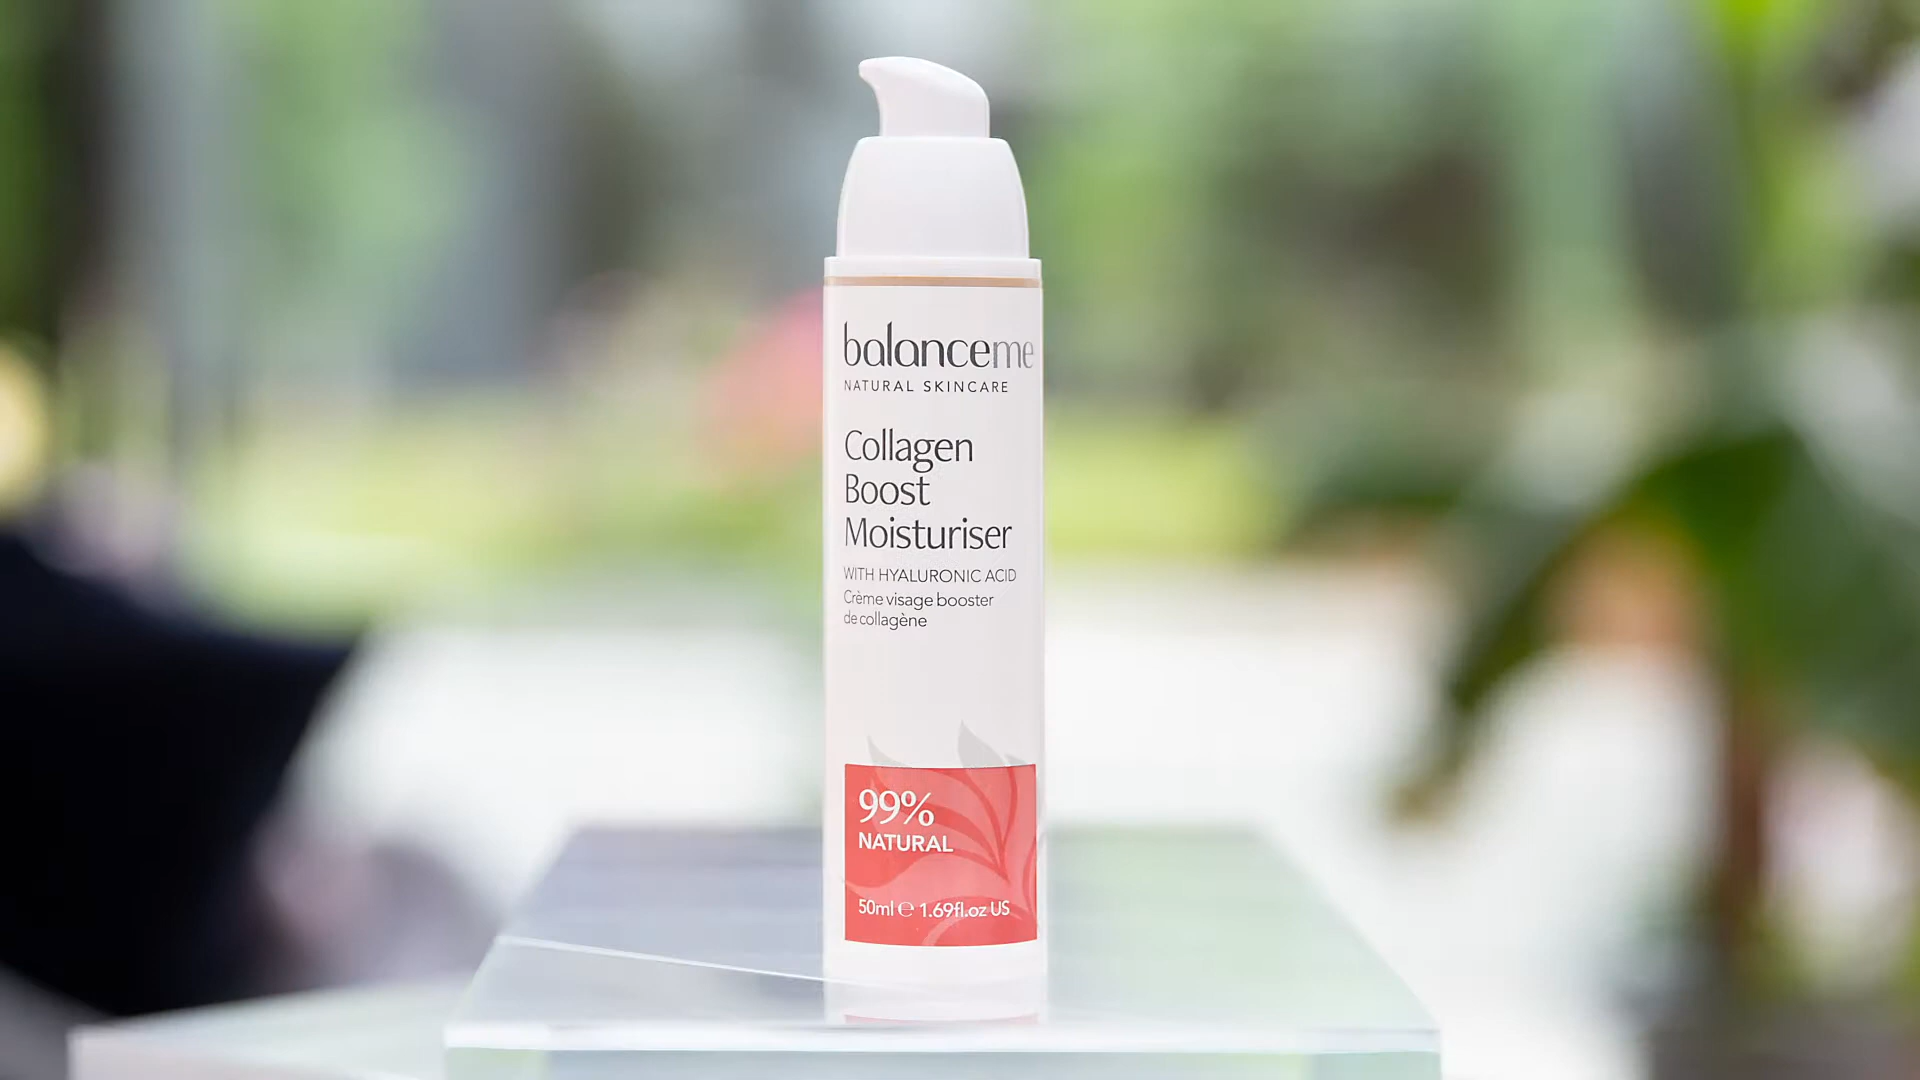 balanceme
NATURAL SKINCARE
Collagen
Boost
Moisturiser
WITH HYALURONIC ACID
Crème visage booster
de collagène
99%
NATURAL
50ml ℮ 1.69fl.oz US